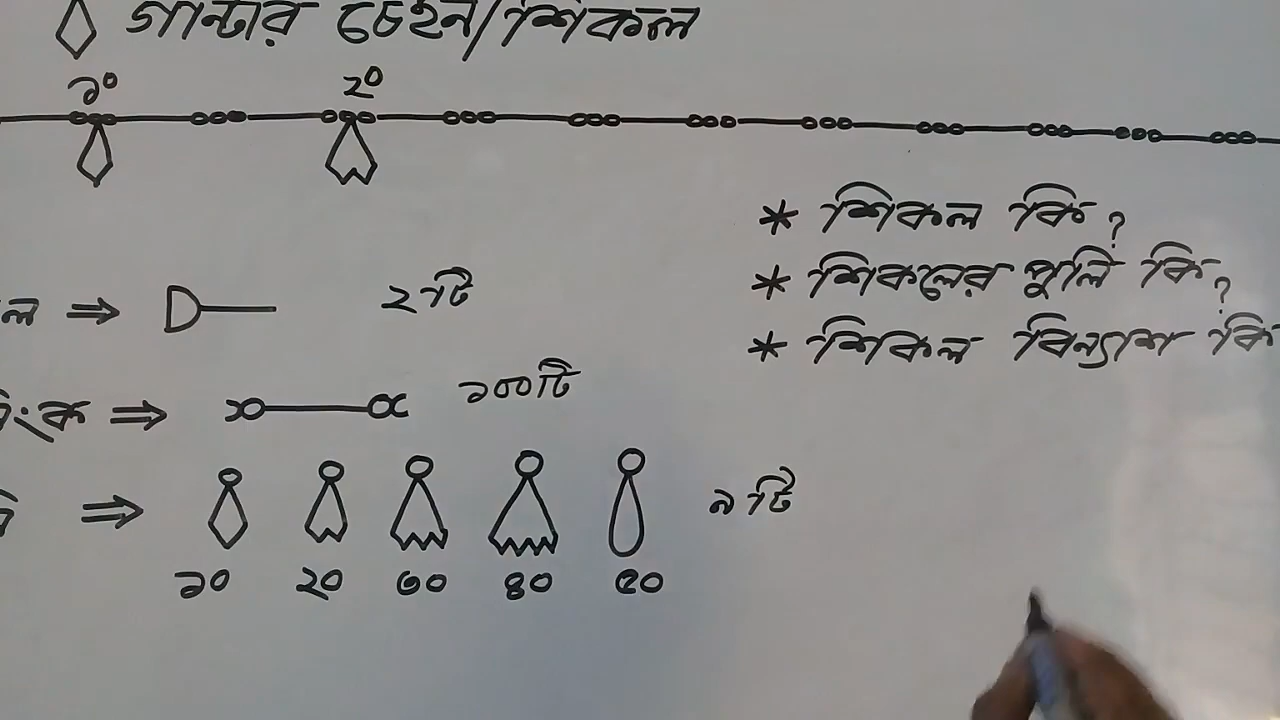 গান্টার চেইন/শিকল
১০ ২০
* শিকল কি?
* শিকলের পুলি কি?
* শিকল বিন্যাশ কি
২টি
১০০টি
৯টি
১০ ২০ ৩০ ৪০ ৫০